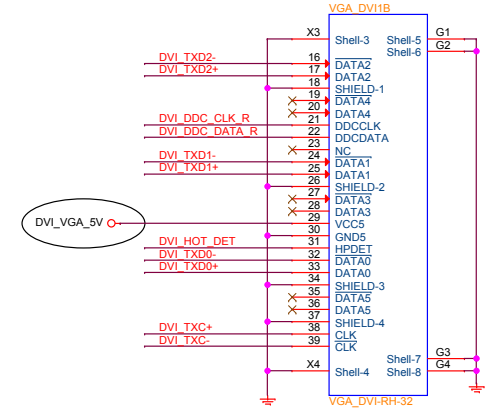 VGA_DVI1B
X3 Shell-3 Shell-5 G1
Shell-6 G2
DVI_TXD2- 16 DATA2
DVI_TXD2+ 17 DATA2
18 SHIELD-1
19 DATA4
20 DATA4
DVI_DDC_CLK_R 21 DDCCLK
DVI_DDC_DATA_R 22 DDCDATA
23 NC
DVI_TXD1- 24 DATA1
DVI_TXD1+ 25 DATA1
26 SHIELD-2
27 DATA3
28 DATA3
DVI_VGA_5V 29 VCC5
30 GND5
DVI_HOT_DET 31 HPDET
DVI_TXD0- 32 DATA0
DVI_TXD0+ 33 DATA0
34 SHIELD-3
35 DATA5
36 DATA5
37 SHIELD-4
DVI_TXC+ 38 CLK
DVI_TXC- 39 CLK
Shell-7 G3
X4 Shell-4 Shell-8 G4
VGA_DVI-RH-32